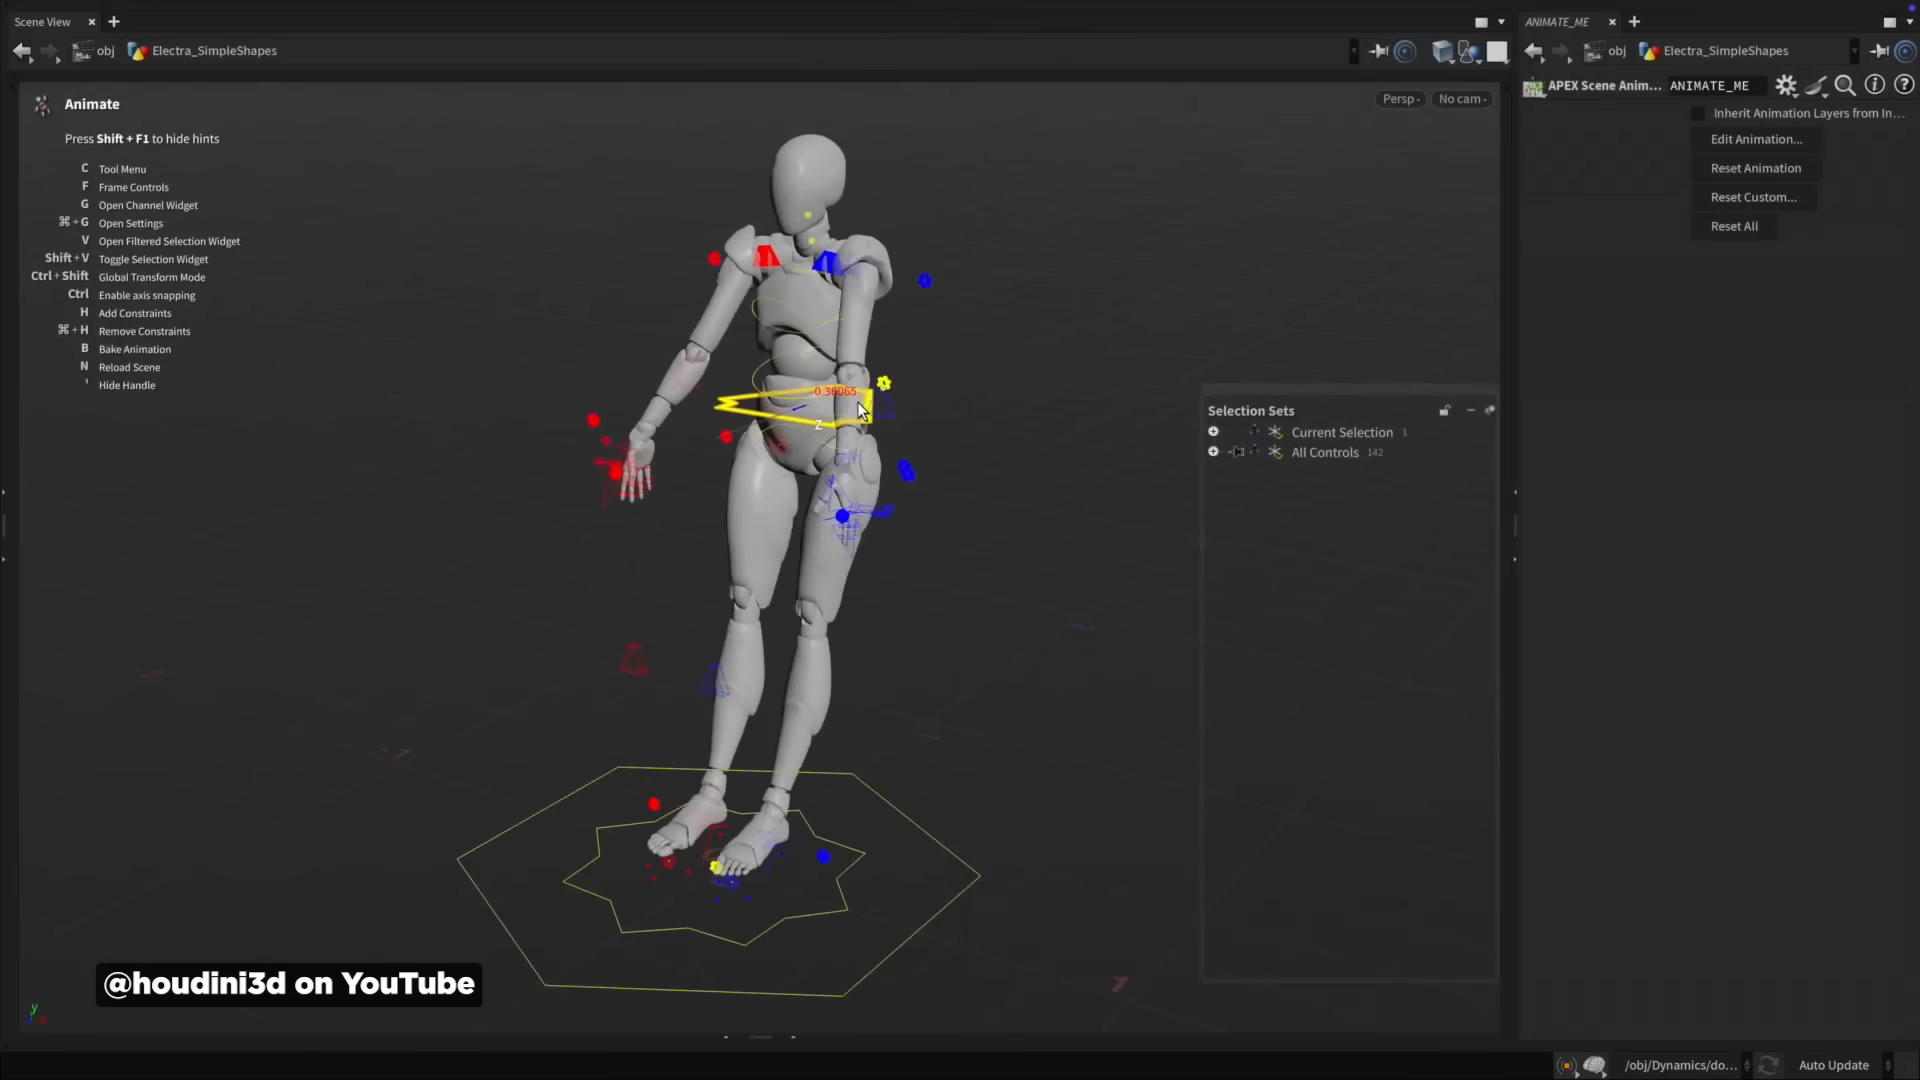 Scene View
ANIMATE_ME
obj Electra_SimpleShapes
obj Electra_SimpleShapes
APEX Scene Anim... ANIMATE_ME
Animate
Persp
No cam
Press Shift + F1 to hide hints
C Tool Menu
F Frame Controls
G Open Channel Widget
⌘ + G Open Settings
V Open Filtered Selection Widget
Shift + V Toggle Selection Widget
Ctrl + Shift Global Transform Mode
Ctrl Enable axis snapping
H Add Constraints
⌘ + H Remove Constraints
B Bake Animation
N Reload Scene
' Hide Handle
Inherit Animation Layers from In...
Edit Animation...
Reset Animation
Reset Custom...
Reset All
Z
Selection Sets
Current Selection 1
All Controls 142
@houdini3d on YouTube
y
/obj/Dynamics/do...
Auto Update